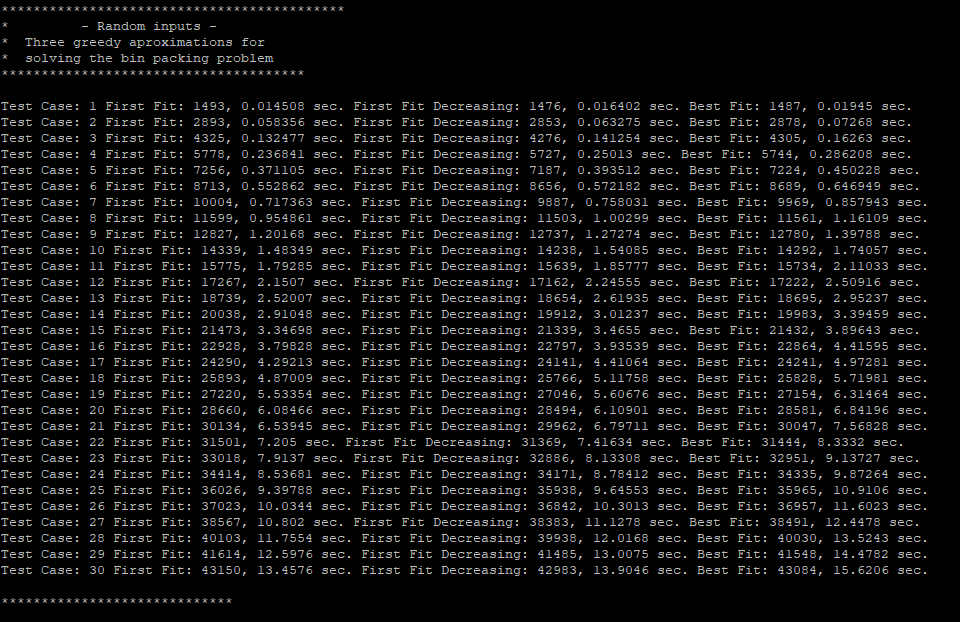 *******************************************
* - Random inputs -
* Three greedy aproximations for
* solving the bin packing problem
**************************************
Test Case: 1 First Fit: 1493, 0.014508 sec. First Fit Decreasing: 1476, 0.016402 sec. Best Fit: 1487, 0.01945 sec.
Test Case: 2 First Fit: 2893, 0.058356 sec. First Fit Decreasing: 2853, 0.063275 sec. Best Fit: 2878, 0.07268 sec.
Test Case: 3 First Fit: 4325, 0.132477 sec. First Fit Decreasing: 4276, 0.141254 sec. Best Fit: 4305, 0.16263 sec.
Test Case: 4 First Fit: 5778, 0.236841 sec. First Fit Decreasing: 5727, 0.25013 sec. Best Fit: 5744, 0.286208 sec.
Test Case: 5 First Fit: 7256, 0.371105 sec. First Fit Decreasing: 7187, 0.393512 sec. Best Fit: 7224, 0.450228 sec.
Test Case: 6 First Fit: 8713, 0.552862 sec. First Fit Decreasing: 8656, 0.572182 sec. Best Fit: 8689, 0.646949 sec.
Test Case: 7 First Fit: 10004, 0.717363 sec. First Fit Decreasing: 9887, 0.758031 sec. Best Fit: 9969, 0.857943 sec.
Test Case: 8 First Fit: 11599, 0.954861 sec. First Fit Decreasing: 11503, 1.00299 sec. Best Fit: 11561, 1.16109 sec.
Test Case: 9 First Fit: 12827, 1.20168 sec. First Fit Decreasing: 12737, 1.27274 sec. Best Fit: 12780, 1.39788 sec.
Test Case: 10 First Fit: 14339, 1.48349 sec. First Fit Decreasing: 14238, 1.54085 sec. Best Fit: 14292, 1.74057 sec.
Test Case: 11 First Fit: 15775, 1.79285 sec. First Fit Decreasing: 15639, 1.85777 sec. Best Fit: 15734, 2.11033 sec.
Test Case: 12 First Fit: 17267, 2.1507 sec. First Fit Decreasing: 17162, 2.24555 sec. Best Fit: 17222, 2.50916 sec.
Test Case: 13 First Fit: 18739, 2.52007 sec. First Fit Decreasing: 18654, 2.61935 sec. Best Fit: 18695, 2.95237 sec.
Test Case: 14 First Fit: 20038, 2.91048 sec. First Fit Decreasing: 19912, 3.01237 sec. Best Fit: 19983, 3.39459 sec.
Test Case: 15 First Fit: 21473, 3.34698 sec. First Fit Decreasing: 21339, 3.4655 sec. Best Fit: 21432, 3.89643 sec.
Test Case: 16 First Fit: 22928, 3.79828 sec. First Fit Decreasing: 22797, 3.93539 sec. Best Fit: 22864, 4.41595 sec.
Test Case: 17 First Fit: 24290, 4.29213 sec. First Fit Decreasing: 24141, 4.41064 sec. Best Fit: 24241, 4.97281 sec.
Test Case: 18 First Fit: 25893, 4.87009 sec. First Fit Decreasing: 25766, 5.11758 sec. Best Fit: 25828, 5.71981 sec.
Test Case: 19 First Fit: 27220, 5.53354 sec. First Fit Decreasing: 27046, 5.60676 sec. Best Fit: 27154, 6.31464 sec.
Test Case: 20 First Fit: 28660, 6.08466 sec. First Fit Decreasing: 28494, 6.10901 sec. Best Fit: 28581, 6.84196 sec.
Test Case: 21 First Fit: 30134, 6.53945 sec. First Fit Decreasing: 29962, 6.79711 sec. Best Fit: 30047, 7.56828 sec.
Test Case: 22 First Fit: 31501, 7.205 sec. First Fit Decreasing: 31369, 7.41634 sec. Best Fit: 31444, 8.3332 sec.
Test Case: 23 First Fit: 33018, 7.9137 sec. First Fit Decreasing: 32886, 8.13308 sec. Best Fit: 32951, 9.13727 sec.
Test Case: 24 First Fit: 34414, 8.53681 sec. First Fit Decreasing: 34171, 8.78412 sec. Best Fit: 34335, 9.87264 sec.
Test Case: 25 First Fit: 36026, 9.39788 sec. First Fit Decreasing: 35938, 9.64553 sec. Best Fit: 35965, 10.9106 sec.
Test Case: 26 First Fit: 37023, 10.0344 sec. First Fit Decreasing: 36842, 10.3013 sec. Best Fit: 36957, 11.6023 sec.
Test Case: 27 First Fit: 38567, 10.802 sec. First Fit Decreasing: 38383, 11.1278 sec. Best Fit: 38491, 12.4478 sec.
Test Case: 28 First Fit: 40103, 11.7554 sec. First Fit Decreasing: 39938, 12.0168 sec. Best Fit: 40030, 13.5243 sec.
Test Case: 29 First Fit: 41614, 12.5976 sec. First Fit Decreasing: 41485, 13.0075 sec. Best Fit: 41548, 14.4782 sec.
Test Case: 30 First Fit: 43150, 13.4576 sec. First Fit Decreasing: 42983, 13.9046 sec. Best Fit: 43084, 15.6206 sec.
*****************************